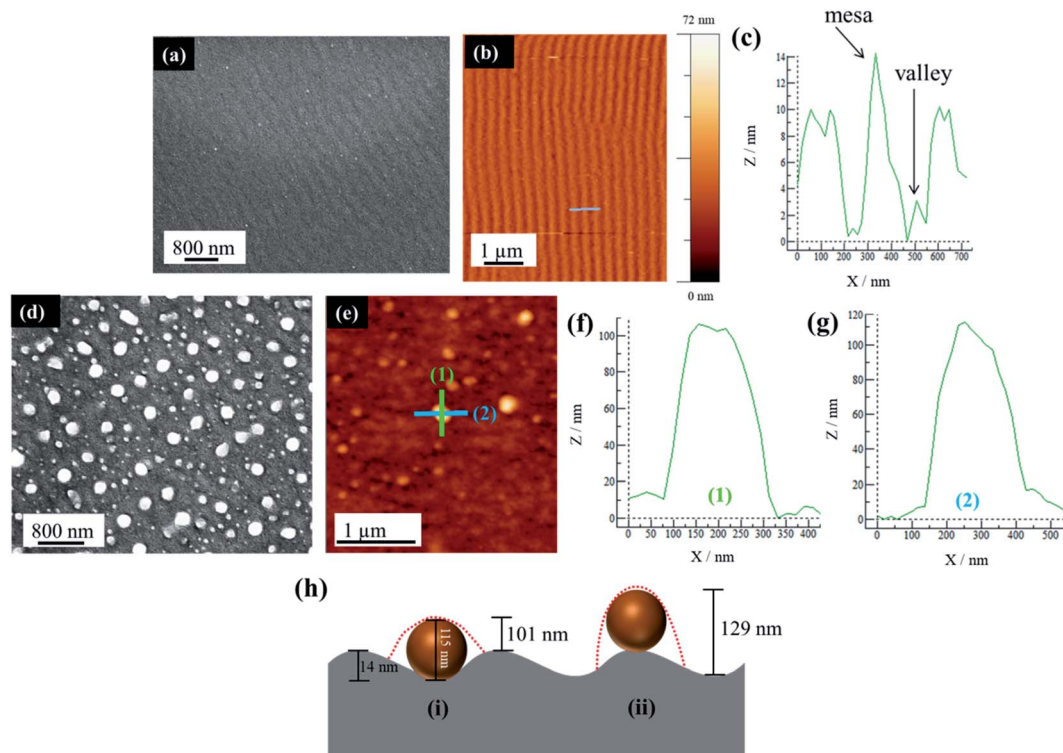 (a)
800 nm
(b)
1 µm
72 nm
0 nm
(c)
mesa
valley
14
12
10
8
6
4
2
0
Z / nm
0 100 200 300 400 500 600 700
X / nm
(d)
800 nm
(e)
(1)
(2)
1 µm
(f)
100
80
60
40
20
0
Z / nm
(1)
0 50 100 150 200 250 300 350 400
X / nm
(g)
120
100
80
60
40
20
0
Z / nm
(2)
0 100 200 300 400 500
X / nm
(h)
14 nm
115 nm
101 nm
129 nm
(i)
(ii)